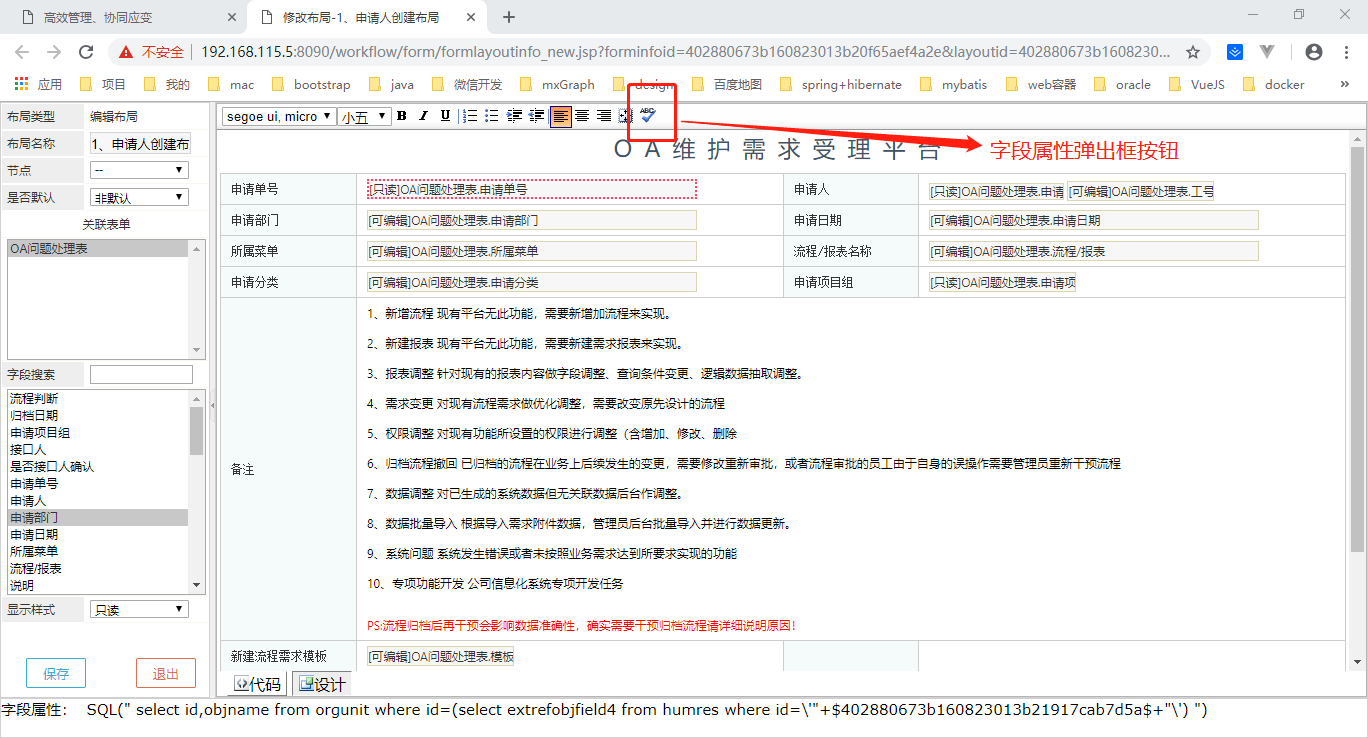 高效管理、协同应变
修改布局-1、申请人创建布局
不安全
192.168.115.5:8090/workflow/form/formlayoutinfo_new.jsp?forminfoid=402880673b160823013b20f65aef4a2e&layoutid=402880673b1608230...
应用 项目 我的 mac bootstrap java 微信开发 mxGraph design 百度地图 spring+hibernate mybatis web容器 oracle VueJS docker »
布局类型 编辑布局
布局名称 1、申请人创建布
节点 --
是否默认 非默认
关联表单
OA问题处理表
字段搜索
流程判断
归档日期
申请项目组
接口人
是否接口人确认
申请单号
申请人
申请部门
申请日期
所属菜单
流程/报表
说明
显示样式 只读
保存 退出
segoe ui, micro 小五 B I U ABC
字段属性弹出框按钮
OA维护需求受理平台
申请单号 [只读]OA问题处理表.申请单号 申请人 [只读]OA问题处理表.申请 [可编辑]OA问题处理表.工号
申请部门 [可编辑]OA问题处理表.申请部门 申请日期 [可编辑]OA问题处理表.申请日期
所属菜单 [可编辑]OA问题处理表.所属菜单 流程/报表名称 [可编辑]OA问题处理表.流程/报表
申请分类 [可编辑]OA问题处理表.申请分类 申请项目组 [只读]OA问题处理表.申请项
备注
1、新增流程 现有平台无此功能，需要新增加流程来实现。
2、新建报表 现有平台无此功能，需要新建需求报表来实现。
3、报表调整 针对现有的报表内容做字段调整、查询条件变更、逻辑数据抽取调整。
4、需求变更 对现有流程需求做优化调整，需要改变原先设计的流程
5、权限调整 对现有功能所设置的权限进行调整（含增加、修改、删除
6、归档流程撤回 已归档的流程在业务上后续发生的变更，需要修改重新审批，或者流程审批的员工由于自身的误操作需要管理员重新干预流程
7、数据调整 对已生成的系统数据但无关联数据后台作调整。
8、数据批量导入 根据导入需求附件数据，管理员后台批量导入并进行数据更新。
9、系统问题 系统发生错误或者未按照业务需求达到所要求实现的功能
10、专项功能开发 公司信息化系统专项开发任务
PS:流程归档后再干预会影响数据准确性，确实需要干预归档流程请详细说明原因！
新建流程需求模板 [可编辑]OA问题处理表.模板
代码 设计
字段属性: SQL(" select id,objname from orgunit where id=(select extrefobjfield4 from humres where id=\'"+$402880673b160823013b21917cab7d5a$+"\') ")